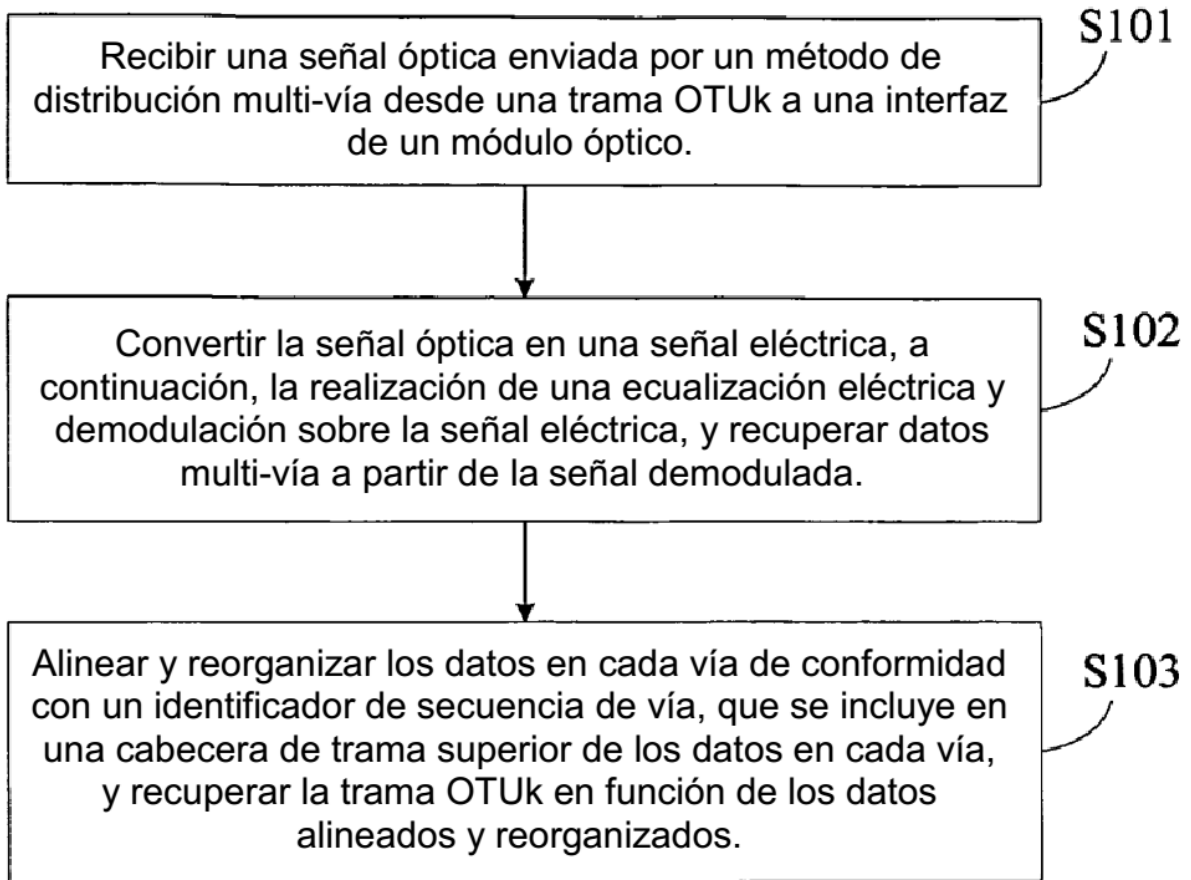 S101
Recibir una señal óptica enviada por un método de
distribución multi-vía desde una trama OTUk a una interfaz
de un módulo óptico.
S102
Convertir la señal óptica en una señal eléctrica, a
continuación, la realización de una ecualización eléctrica y
demodulación sobre la señal eléctrica, y recuperar datos
multi-vía a partir de la señal demodulada.
S103
Alinear y reorganizar los datos en cada vía de conformidad
con un identificador de secuencia de vía, que se incluye en
una cabecera de trama superior de los datos en cada vía,
y recuperar la trama OTUk en función de los datos
alineados y reorganizados.